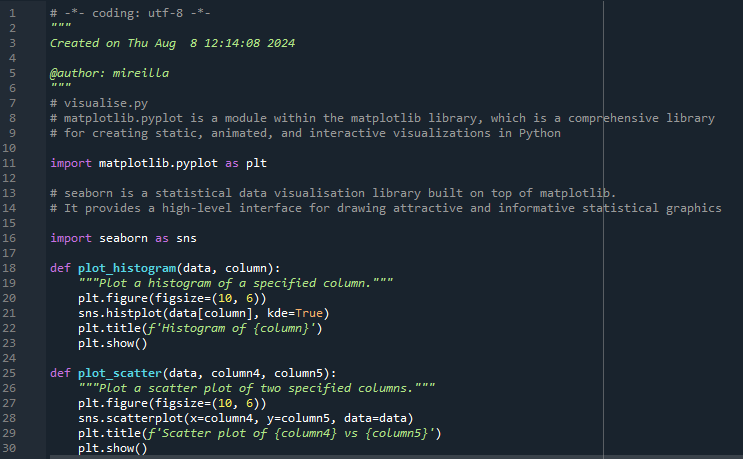 1 # -*- coding: utf-8 -*-
2 """
3 Created on Thu Aug  8 12:14:08 2024
4
5 @author: mireilla
6 """
7 # visualise.py
8 # matplotlib.pyplot is a module within the matplotlib library, which is a comprehensive library
9 # for creating static, animated, and interactive visualizations in Python
10
11 import matplotlib.pyplot as plt
12
13 # seaborn is a statistical data visualisation library built on top of matplotlib.
14 # It provides a high-level interface for drawing attractive and informative statistical graphics
15
16 import seaborn as sns
17
18 def plot_histogram(data, column):
19     """Plot a histogram of a specified column."""
20     plt.figure(figsize=(10, 6))
21     sns.histplot(data[column], kde=True)
22     plt.title(f'Histogram of {column}')
23     plt.show()
24
25 def plot_scatter(data, column4, column5):
26     """Plot a scatter plot of two specified columns."""
27     plt.figure(figsize=(10, 6))
28     sns.scatterplot(x=column4, y=column5, data=data)
29     plt.title(f'Scatter plot of {column4} vs {column5}')
30     plt.show()